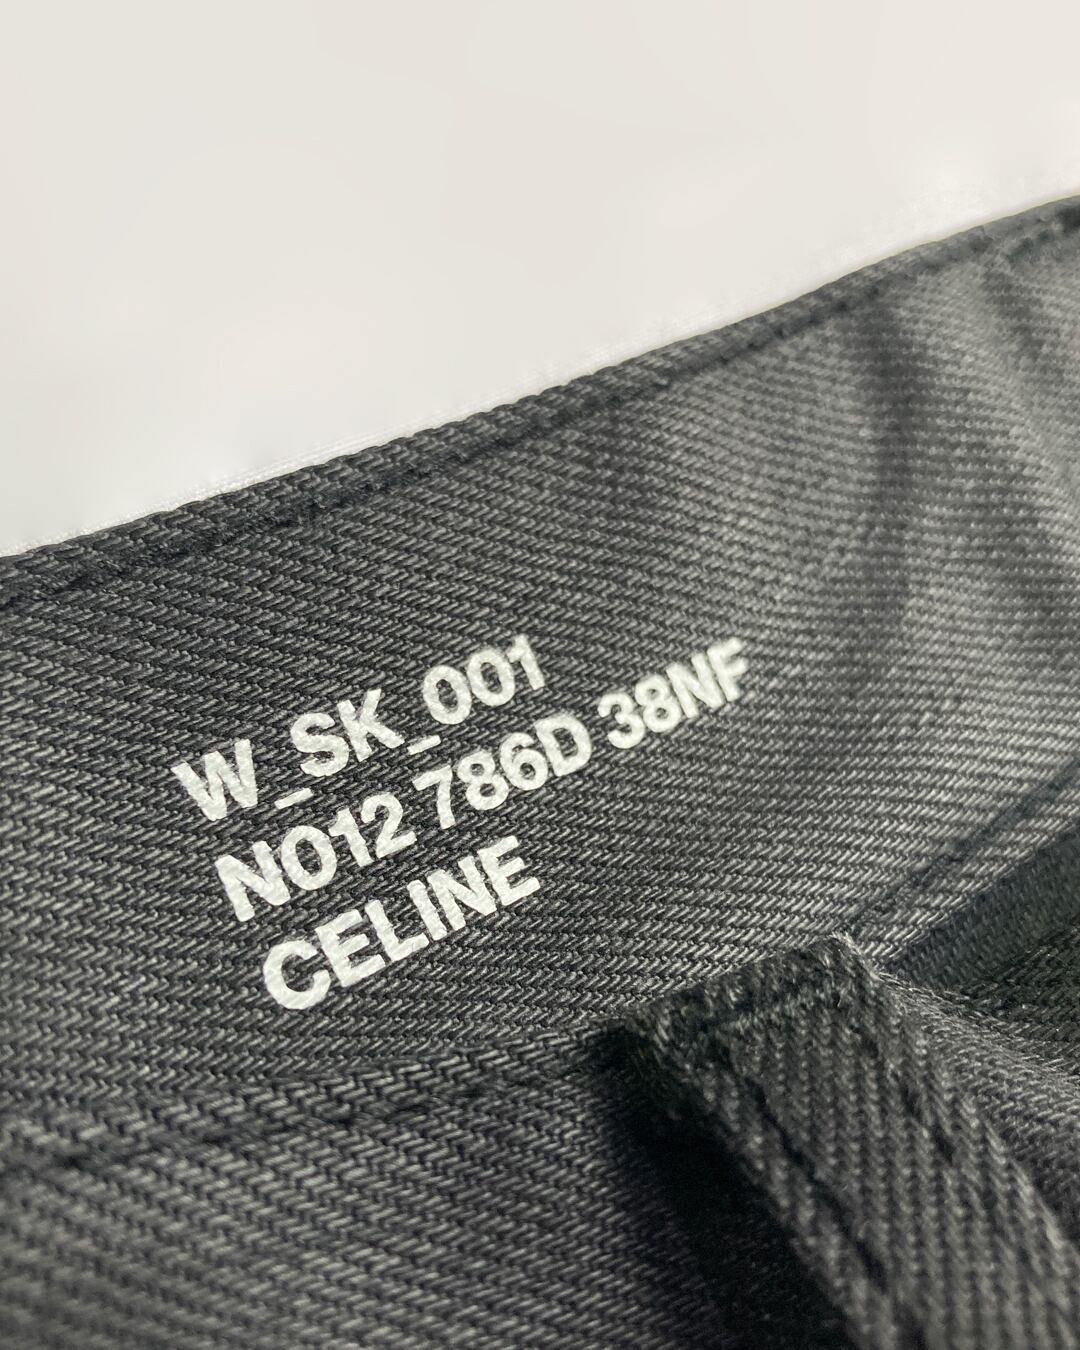 W_SK_001
N012 786D 38NF
CELINE